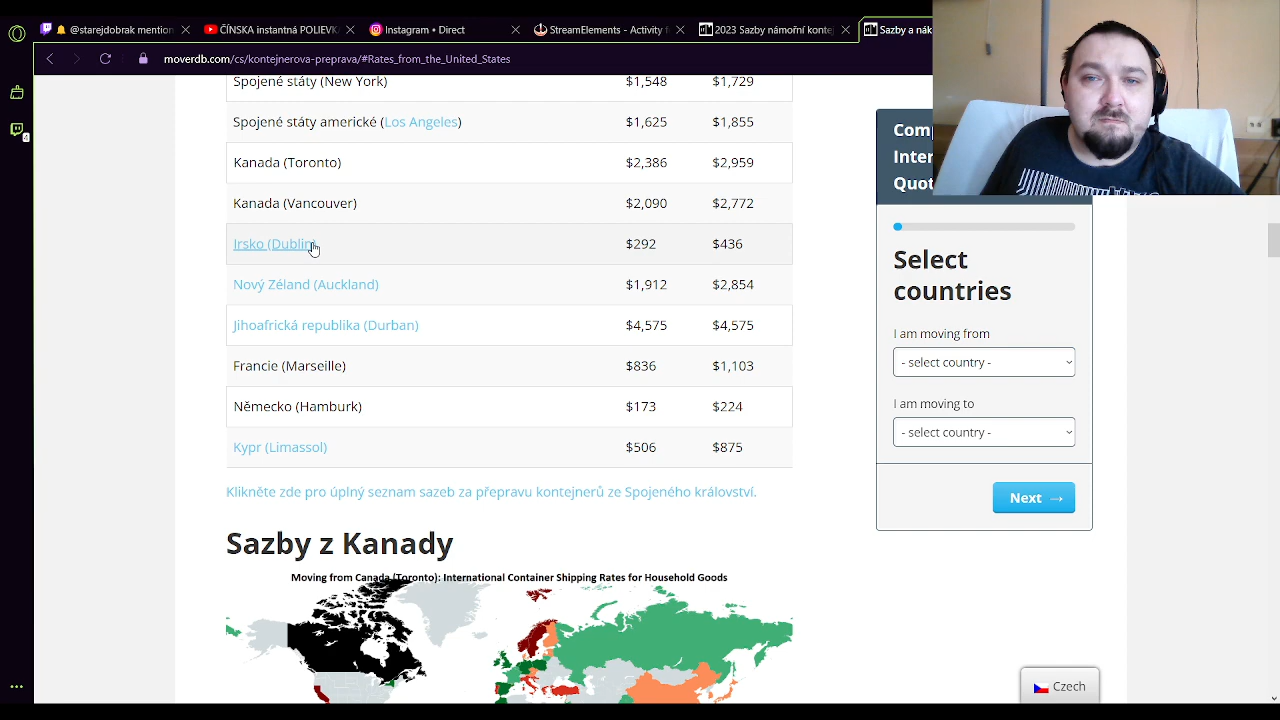 @starejdobrak mention
ČÍNSKA instantná POLIEVK
Instagram • Direct
StreamElements - Activity f
2023 Sazby námořní konte
Sazby a nák
moverdb.com/cs/kontejnerova-preprava/#Rates_from_the_United_States
4
Spojené státy (New York) $1,548 $1,729
Spojené státy americké (Los Angeles) $1,625 $1,855
Kanada (Toronto) $2,386 $2,959
Kanada (Vancouver) $2,090 $2,772
Irsko (Dublin) $292 $436
Nový Zéland (Auckland) $1,912 $2,854
Jihoafrická republika (Durban) $4,575 $4,575
Francie (Marseille) $836 $1,103
Německo (Hamburk) $173 $224
Kypr (Limassol) $506 $875
Klikněte zde pro úplný seznam sazeb za přepravu kontejnerů ze Spojeného království.
Sazby z Kanady
Moving from Canada (Toronto): International Container Shipping Rates for Household Goods
Com
Inter
Quot
Select
countries
I am moving from
- select country -
I am moving to
- select country -
Next →
Czech